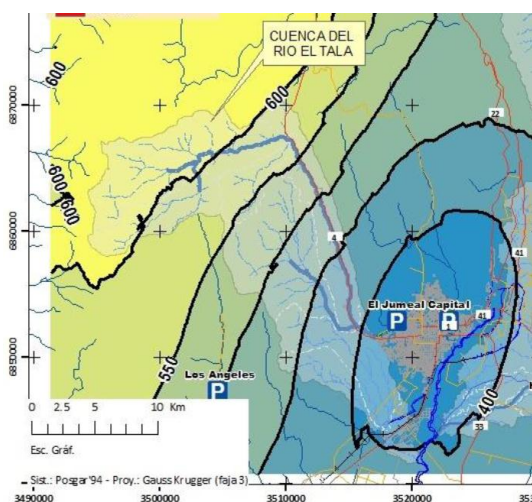 CUENCA DEL
RIO EL TALA
600
600
22
6870000
600
600
4
41
6860000
El Jumeal Capital
P
P
41
1
Los Angeles
P
550
400
33
6850000
0 2.5 5 10 Km
Esc. Gráf.
Sist.: Posgar'94 - Proy.: Gauss Krugger (faja 3)
3490000 3500000 3510000 3520000